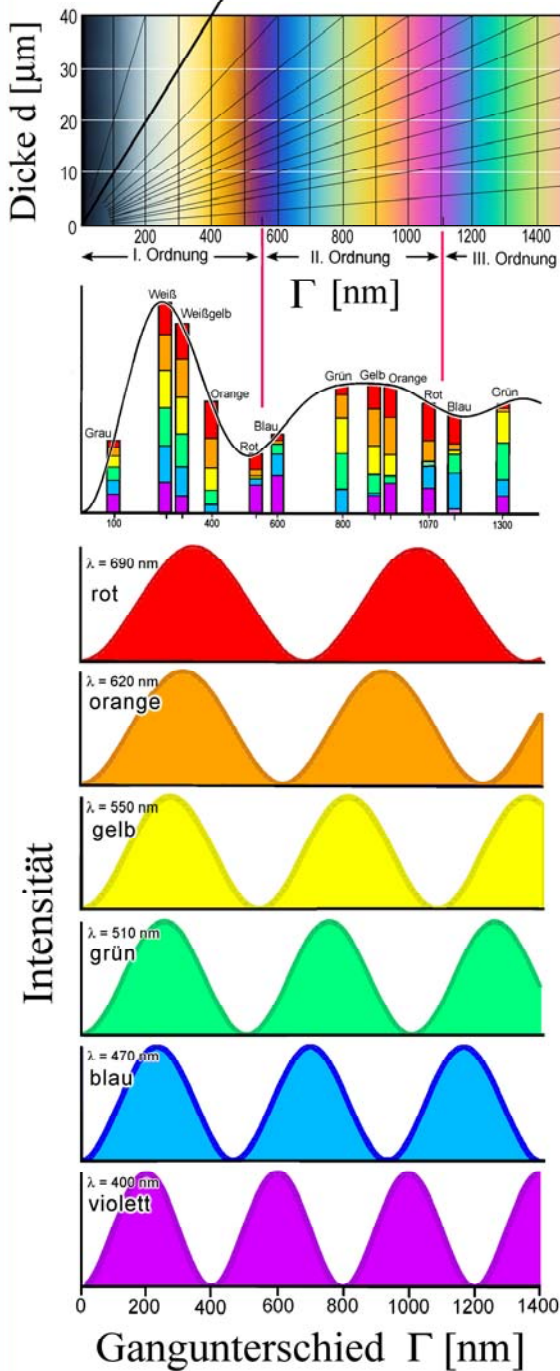 Dicke d [µm]
40
30
20
10
0
200 400 600 800 1000 1200 1400
I. Ordnung II. Ordnung III. Ordnung
Γ [nm]
Weiß
Weißgelb
Orange
Grau
Rot
Blau
Grün
Gelb
Orange
Rot
Blau
Grün
100 400 600 800 1070 1300
Intensität
λ = 690 nm
rot
λ = 620 nm
orange
λ = 550 nm
gelb
λ = 510 nm
grün
λ = 470 nm
blau
λ = 400 nm
violett
0 200 400 600 800 1000 1200 1400
Gangunterschied Γ [nm]